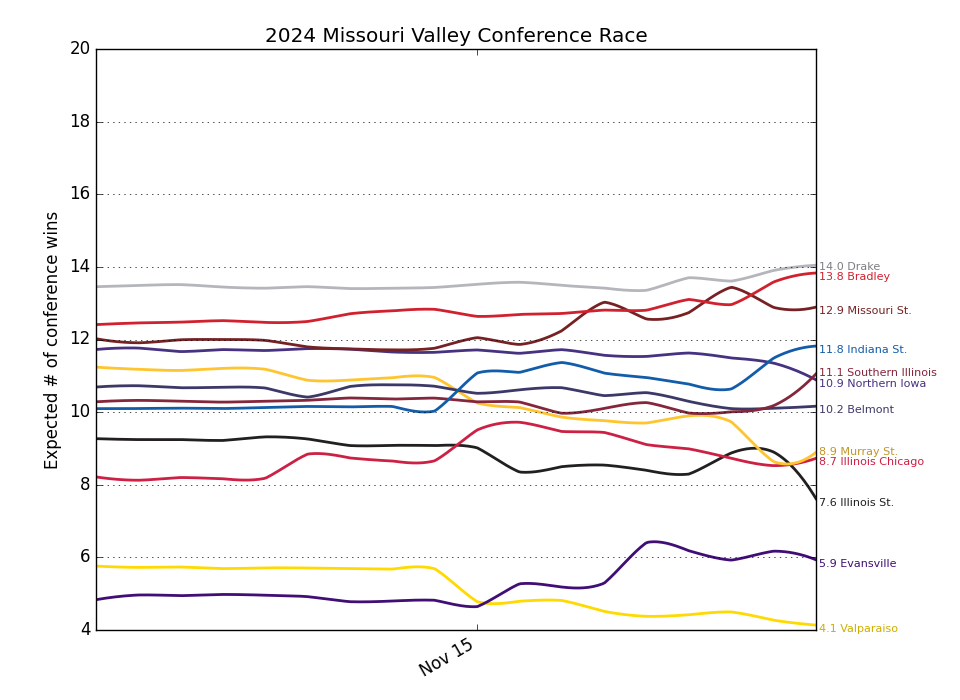 2024 Missouri Valley Conference Race
Expected # of conference wins
20
18
16
14
12
10
8
6
4
Nov 15
14.0 Drake
13.8 Bradley
12.9 Missouri St.
11.8 Indiana St.
11.1 Southern Illinois
10.9 Northern Iowa
10.2 Belmont
8.9 Murray St.
8.7 Illinois Chicago
7.6 Illinois St.
5.9 Evansville
4.1 Valparaiso